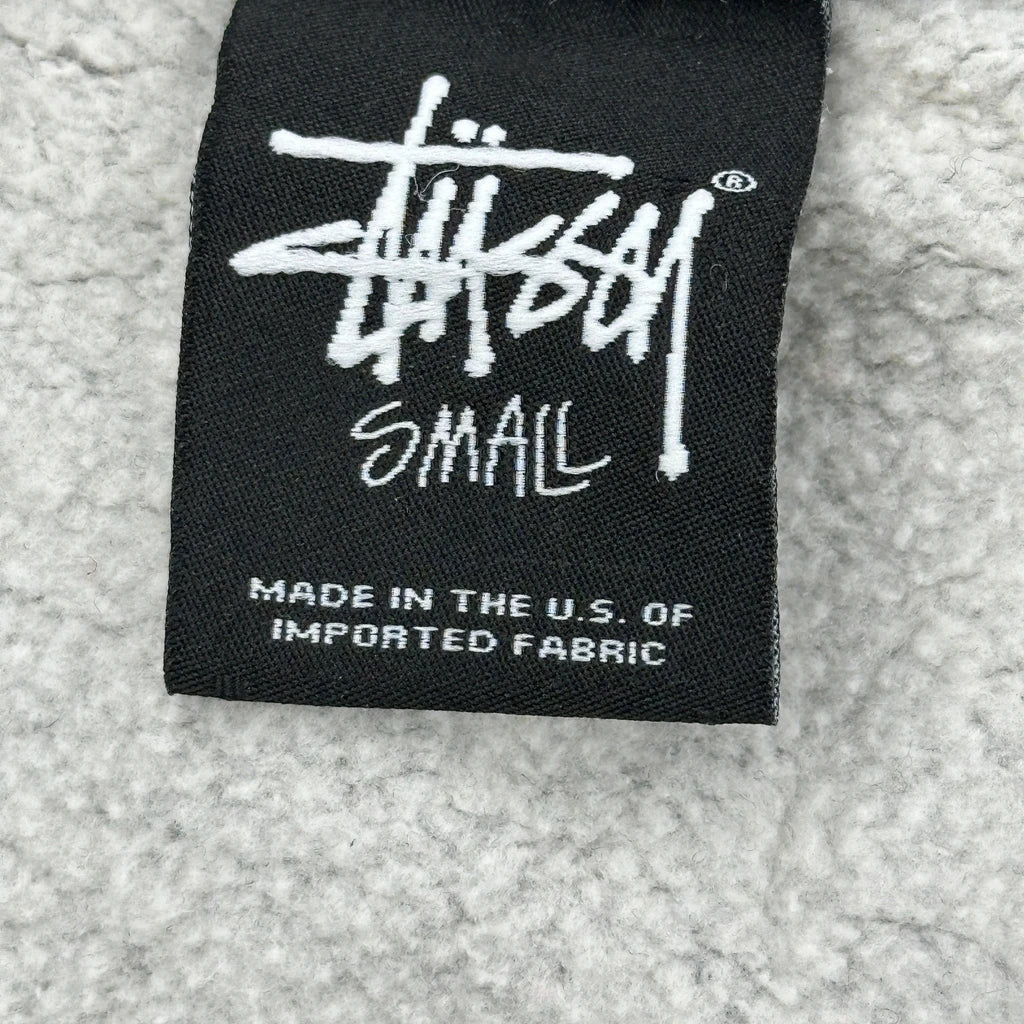 Stüssy ®
SMALL
MADE IN THE U.S. OF
IMPORTED FABRIC